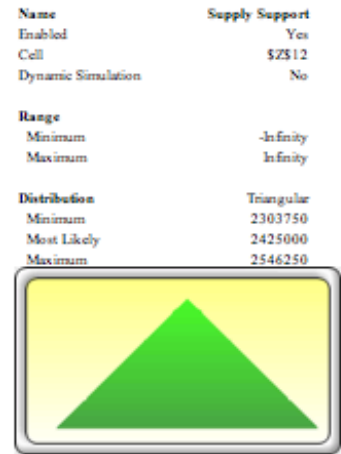 Name Supply Support
Enabled Yes
Cell $Z$12
Dynamic Simulation No
Range
Minimum -Infinity
Maximum Infinity
Distribution Triangular
Minimum 2303750
Most Likely 2425000
Maximum 2546250